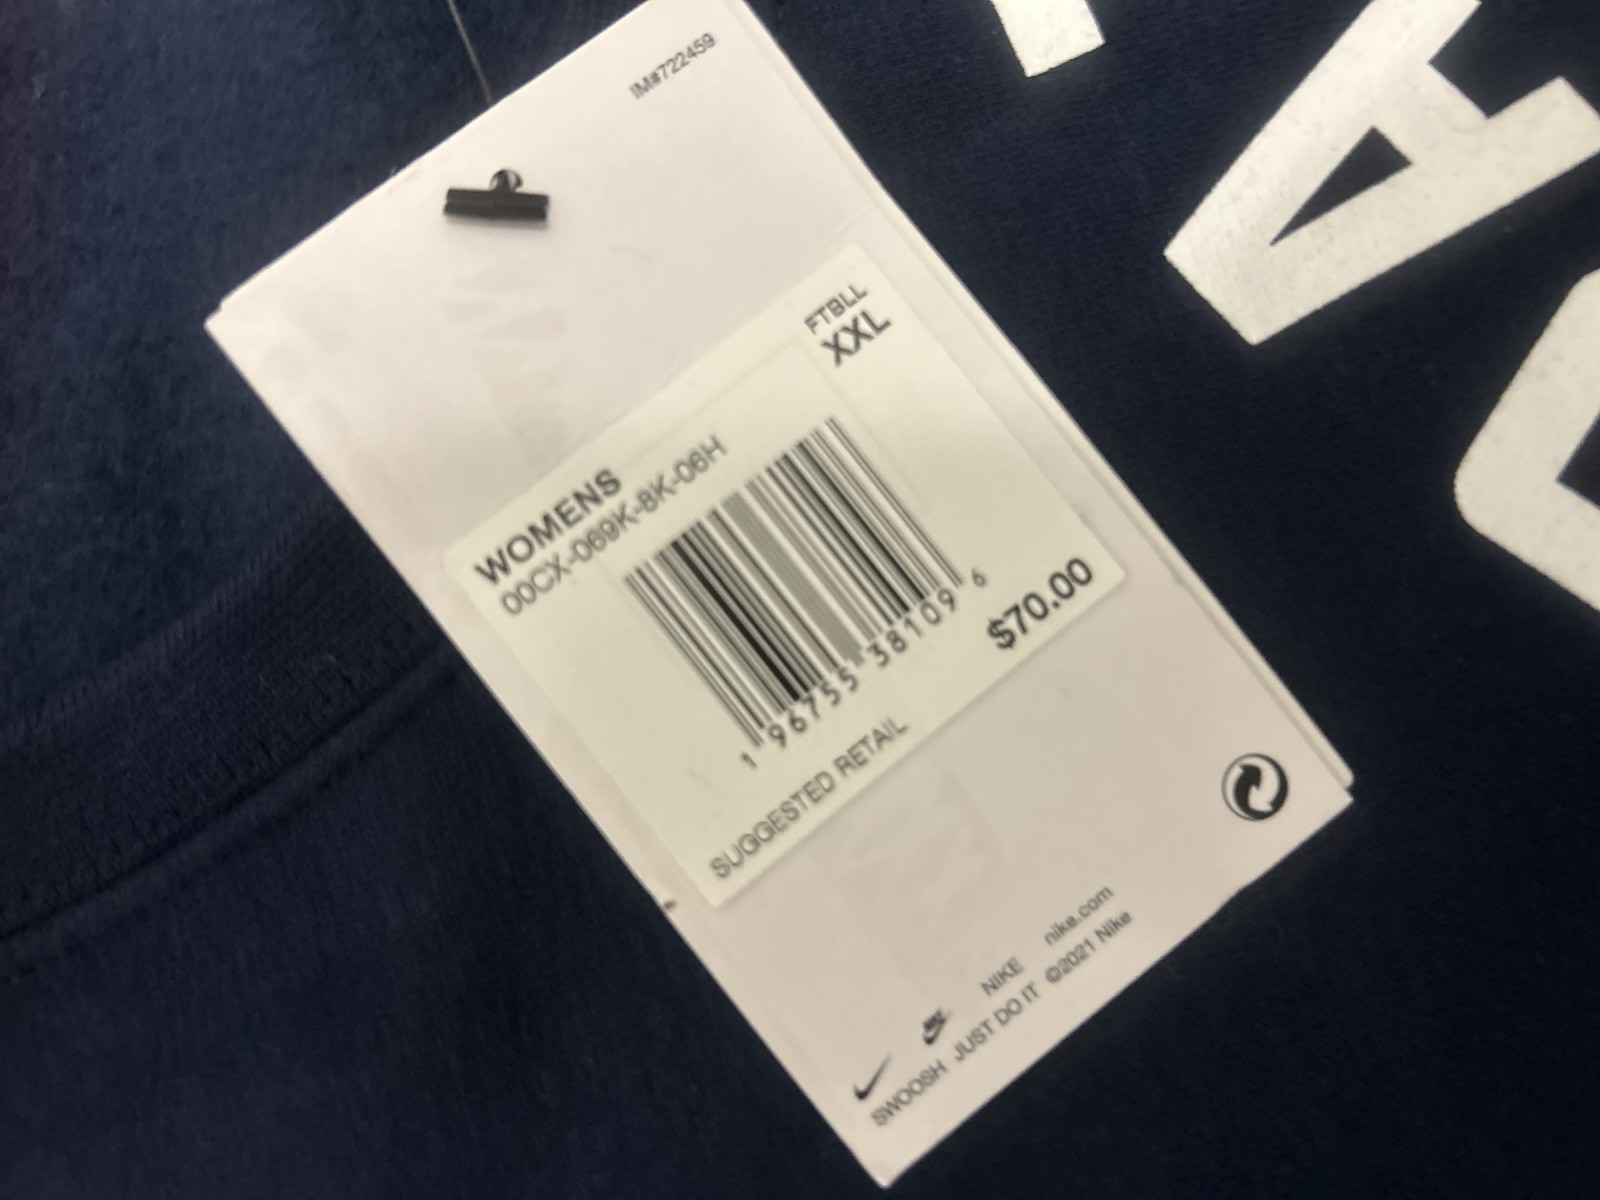 IM#722459
FTBLL
XXL
WOMENS
00CX-069K-8K-06H
1 96755 38109 6
$70.00
SUGGESTED RETAIL
NIKE nike.com
SWOOSH JUST DO IT ©2021 Nike
A